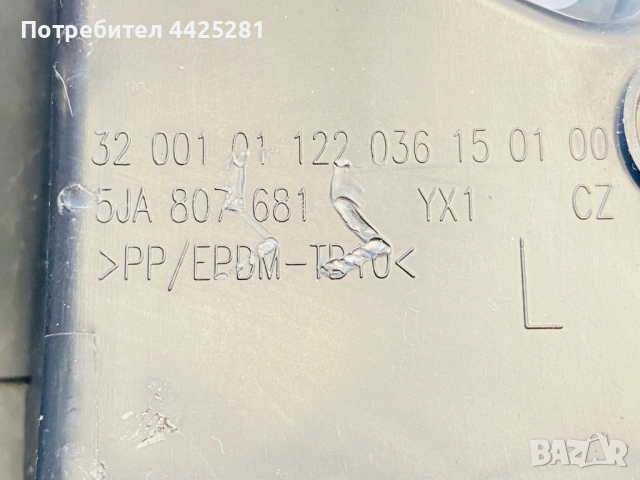 Потребител 4425281
32 001 01 122 036 15 01 00
5JA 807 681 YX1 CZ
>PP/EPDM-TD10<
L
BAZAR